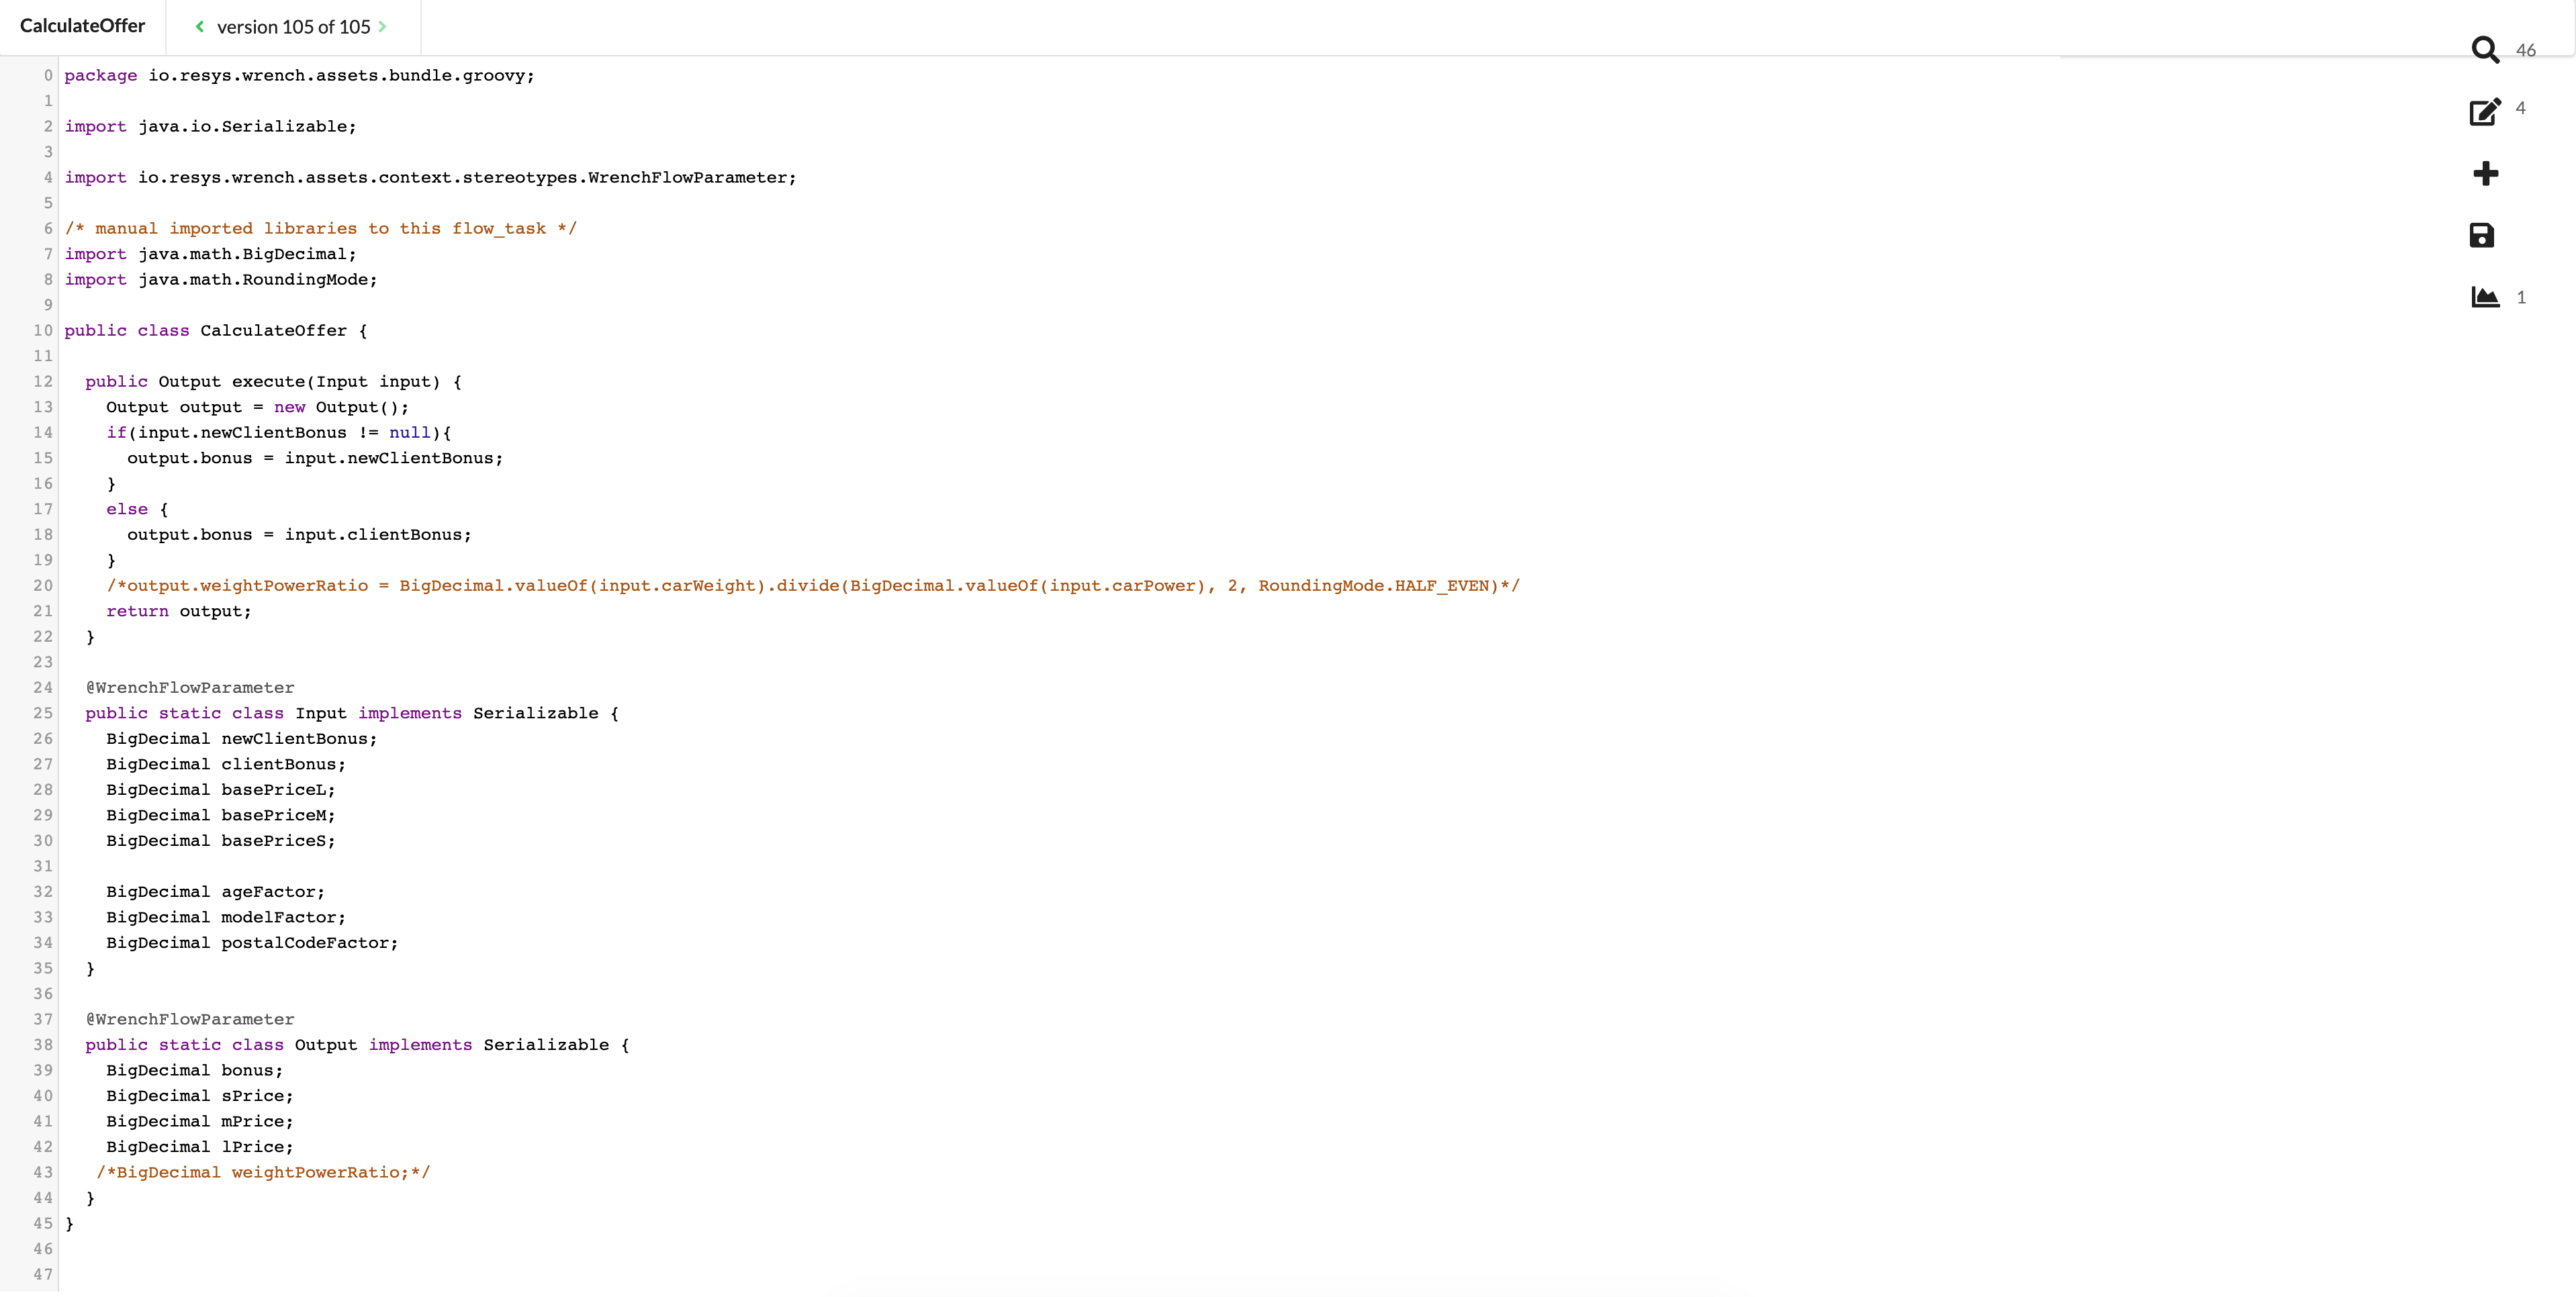 CalculateOffer
version 105 of 105
46
4
1
0 package io.resys.wrench.assets.bundle.groovy;
1
2 import java.io.Serializable;
3
4 import io.resys.wrench.assets.context.stereotypes.WrenchFlowParameter;
5
6 /* manual imported libraries to this flow_task */
7 import java.math.BigDecimal;
8 import java.math.RoundingMode;
9
10 public class CalculateOffer {
11
12   public Output execute(Input input) {
13     Output output = new Output();
14     if(input.newClientBonus != null){
15       output.bonus = input.newClientBonus;
16     }
17     else {
18       output.bonus = input.clientBonus;
19     }
20     /*output.weightPowerRatio = BigDecimal.valueOf(input.carWeight).divide(BigDecimal.valueOf(input.carPower), 2, RoundingMode.HALF_EVEN)*/
21     return output;
22   }
23
24   @WrenchFlowParameter
25   public static class Input implements Serializable {
26     BigDecimal newClientBonus;
27     BigDecimal clientBonus;
28     BigDecimal basePriceL;
29     BigDecimal basePriceM;
30     BigDecimal basePriceS;
31
32     BigDecimal ageFactor;
33     BigDecimal modelFactor;
34     BigDecimal postalCodeFactor;
35   }
36
37   @WrenchFlowParameter
38   public static class Output implements Serializable {
39     BigDecimal bonus;
40     BigDecimal sPrice;
41     BigDecimal mPrice;
42     BigDecimal lPrice;
43    /*BigDecimal weightPowerRatio;*/
44   }
45 }
46
47